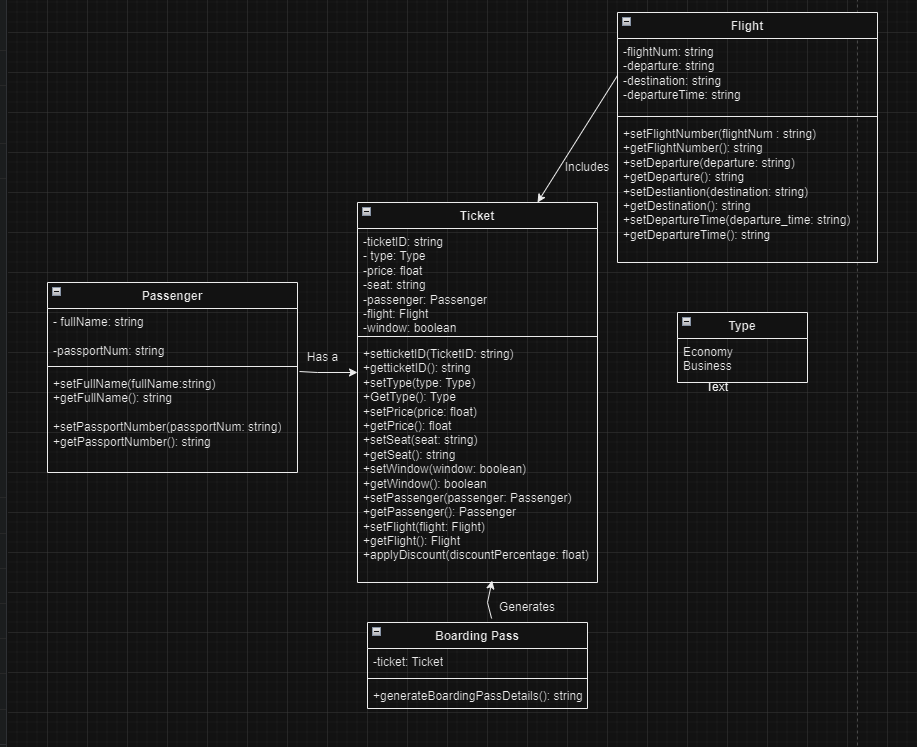 Flight
-flightNum: string
-departure: string
-destination: string
-departureTime: string
+setFlightNumber(flightNum : string)
+getFlightNumber(): string
+setDeparture(departure: string)
+getDeparture(): string
+setDestiantion(destination: string)
+getDestination(): string
+setDepartureTime(departure_time: string)
+getDepartureTime(): string
Includes
Ticket
-ticketID: string
- type: Type
-price: float
-seat: string
-passenger: Passenger
-flight: Flight
-window: boolean
+setticketID(TicketID: string)
+getticketID(): string
+setType(type: Type)
+GetType(): Type
+setPrice(price: float)
+getPrice(): float
+setSeat(seat: string)
+getSeat(): string
+setWindow(window: boolean)
+getWindow(): boolean
+setPassenger(passenger: Passenger)
+getPassenger(): Passenger
+setFlight(flight: Flight)
+getFlight(): Flight
+applyDiscount(discountPercentage: float)
Passenger
- fullName: string
-passportNum: string
+setFullName(fullName:string)
+getFullName(): string
+setPassportNumber(passportNum: string)
+getPassportNumber(): string
Has a
Type
Economy
Business
Text
Generates
Boarding Pass
-ticket: Ticket
+generateBoardingPassDetails(): string